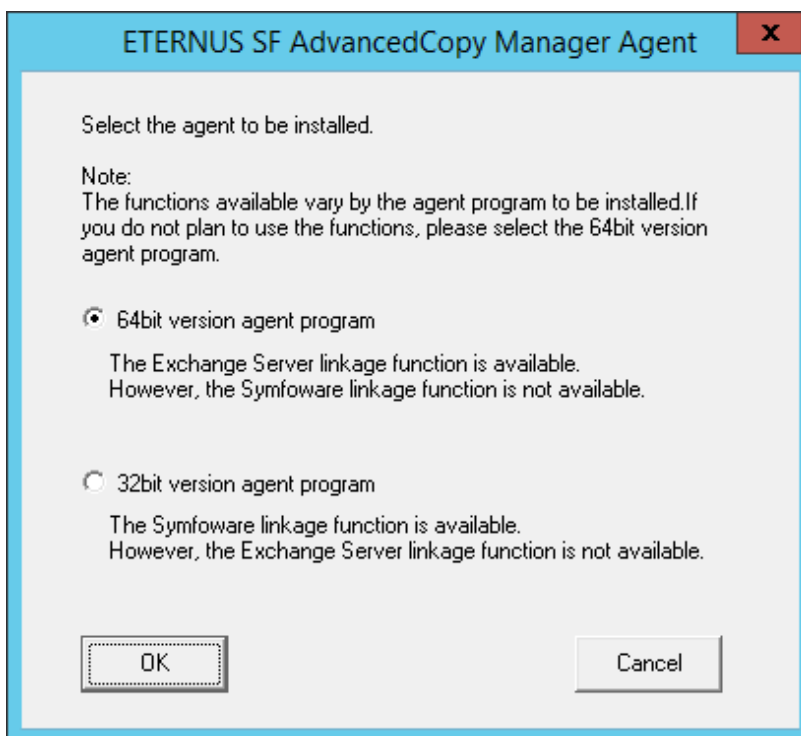 ETERNUS SF AdvancedCopy Manager Agent
x
Select the agent to be installed.
Note:
The functions available vary by the agent program to be installed.If
you do not plan to use the functions, please select the 64bit version
agent program.
64bit version agent program
The Exchange Server linkage function is available.
However, the Symfoware linkage function is not available.
32bit version agent program
The Symfoware linkage function is available.
However, the Exchange Server linkage function is not available.
OK
Cancel